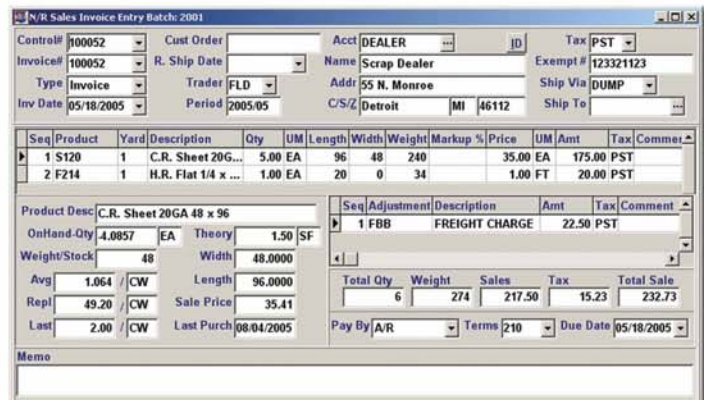 N/R Sales Invoice Entry Batch: 2001
Control# 100052 Cust Order Acct DEALER ... JD Tax PST
Invoice# 100052 R. Ship Date Name Scrap Dealer Exempt # 123321123
Type Invoice Trader FLD Addr 55 N. Monroe Ship Via DUMP
Inv Date 05/18/2005 Period 2005/05 C/S/Z Detroit MI 46112 Ship To ...
Seq Product Yard Description Qty UM Length Width Weight Markup % Price UM Amt Tax Commer
1 S120 1 C.R. Sheet 20G... 5.00 EA 96 48 240 35.00 EA 175.00 PST
2 F214 1 H.R. Flat 1/4 x ... 1.00 EA 20 0 34 1.00 FT 20.00 PST
Product Desc C.R. Sheet 20GA 48 x 96
OnHand-Qty -4.0857 EA Theory 1.50 SF
Weight/Stock 48 Width 48.0000
Avg 1.064 / CW Length 96.0000
Repl 49.20 / CW Sale Price 35.41
Last 2.00 / CW Last Purch 08/04/2005
Seq Adjustment Description Amt Tax Comment
1 FBB FREIGHT CHARGE 22.50 PST
Total Qty Weight Sales Tax Total Sale
6 274 217.50 15.23 232.73
Pay By A/R Terms 210 Due Date 05/18/2005
Memo